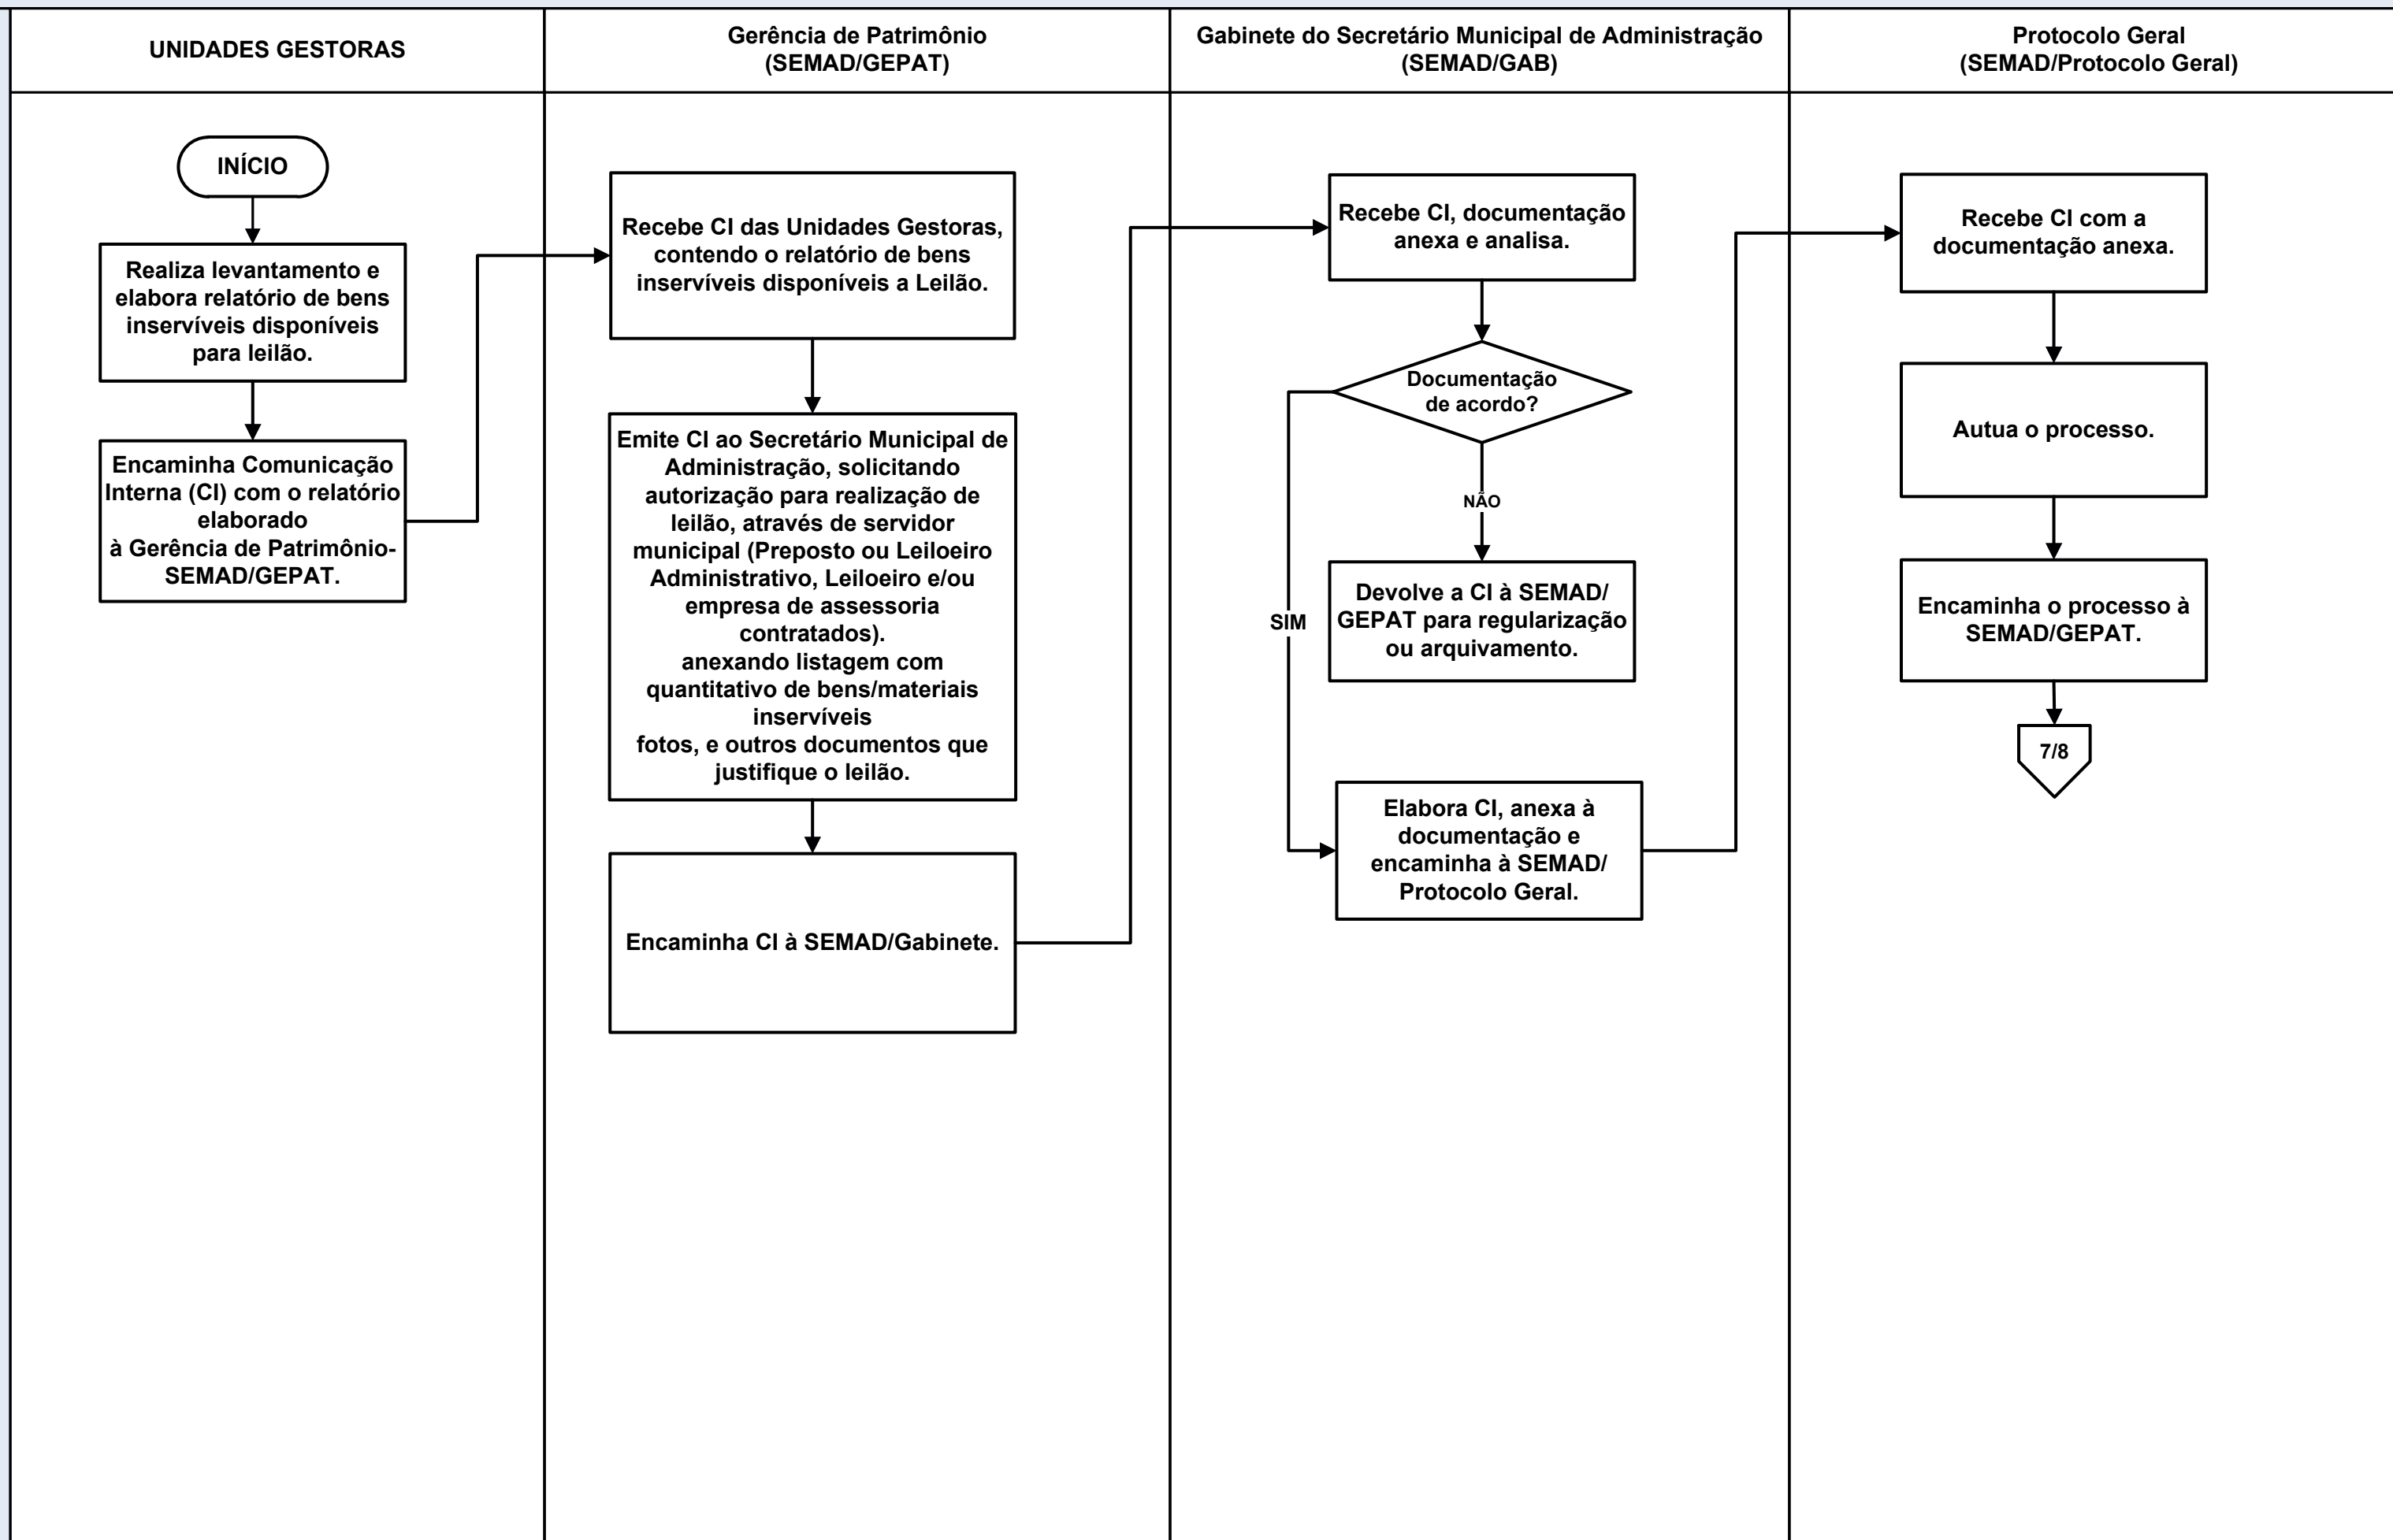 UNIDADES GESTORAS
Gerência de Patrimônio
(SEMAD/GEPAT)
Gabinete do Secretário Municipal de Administração
(SEMAD/GAB)
Protocolo Geral
(SEMAD/Protocolo Geral)
INÍCIO
Realiza levantamento e
elabora relatório de bens
inservíveis disponíveis
para leilão.
Encaminha Comunicação
Interna (CI) com o relatório
elaborado
à Gerência de Patrimônio-
SEMAD/GEPAT.
Recebe CI das Unidades Gestoras,
contendo o relatório de bens
inservíveis disponíveis a Leilão.
Emite CI ao Secretário Municipal de
Administração, solicitando
autorização para realização de
leilão, através de servidor
municipal (Preposto ou Leiloeiro
Administrativo, Leiloeiro e/ou
empresa de assessoria
contratados).
anexando listagem com
quantitativo de bens/materiais
inservíveis
fotos, e outros documentos que
justifique o leilão.
Encaminha CI à SEMAD/Gabinete.
Recebe CI, documentação
anexa e analisa.
Documentação
de acordo?
NÃO
SIM
Devolve a CI à SEMAD/
GEPAT para regularização
ou arquivamento.
Elabora CI, anexa à
documentação e
encaminha à SEMAD/
Protocolo Geral.
Recebe CI com a
documentação anexa.
Autua o processo.
Encaminha o processo à
SEMAD/GEPAT.
7/8